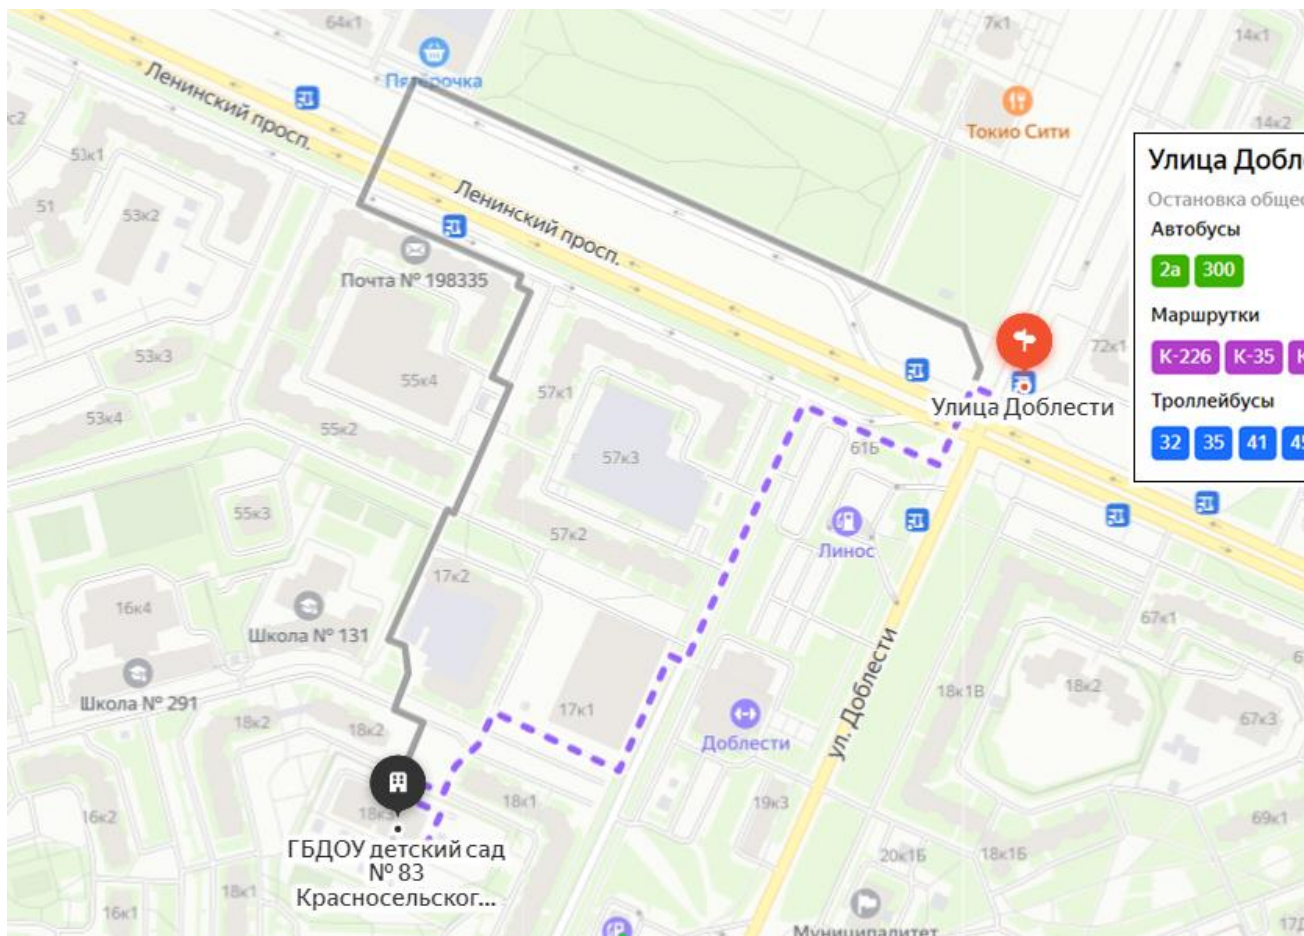 64к1
7к1
14к1
Пятёрочка
Ленинский просп.
Токио Сити
14к2
53к1
51
53к2
Ленинский просп.
Почта № 198335
Улица Добл
Остановка общес
Автобусы
2а 300
Маршрутки
К-226 К-35 К
Троллейбусы
32 35 41 45
53к3
55к4
72к1
57к1
Улица Доблести
53к4
55к2
61Б
57к3
55к3
57к2
Линос
17к2
16к4
Школа № 131
67к1
Школа № 291
ул. Доблести
18к1В
18к2
18к2
18к2
17к1
67к3
Доблести
18к3
18к1
19к3
16к2
69к1
ГБДОУ детский сад
№ 83
Красносельског...
20к1Б
18к1Б
18к1
16к1
Муниципалитет